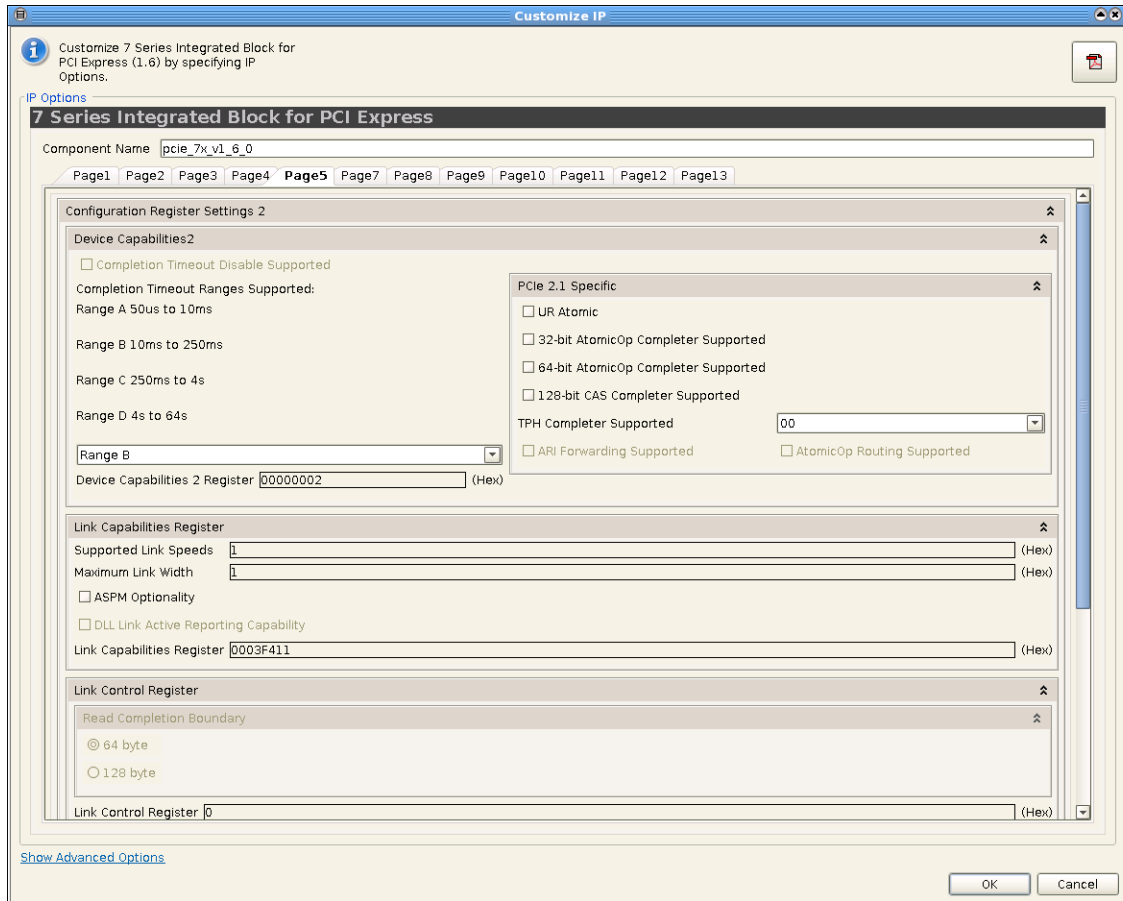 Customize IP
Customize 7 Series Integrated Block for
PCI Express (1.6) by specifying IP
Options.
IP Options
7 Series Integrated Block for PCI Express
Component Name pcie_7x_v1_6_0
Page1 Page2 Page3 Page4 Page5 Page7 Page8 Page9 Page10 Page11 Page12 Page13
Configuration Register Settings 2
Device Capabilities2
Completion Timeout Disable Supported
Completion Timeout Ranges Supported:
Range A 50us to 10ms
Range B 10ms to 250ms
Range C 250ms to 4s
Range D 4s to 64s
Range B
Device Capabilities 2 Register 00000002 (Hex)
PCIe 2.1 Specific
UR Atomic
32-bit AtomicOp Completer Supported
64-bit AtomicOp Completer Supported
128-bit CAS Completer Supported
TPH Completer Supported 00
ARI Forwarding Supported AtomicOp Routing Supported
Link Capabilities Register
Supported Link Speeds 1 (Hex)
Maximum Link Width 1 (Hex)
ASPM Optionality
DLL Link Active Reporting Capability
Link Capabilities Register 0003F411 (Hex)
Link Control Register
Read Completion Boundary
64 byte
128 byte
Link Control Register 0 (Hex)
Show Advanced Options
OK Cancel